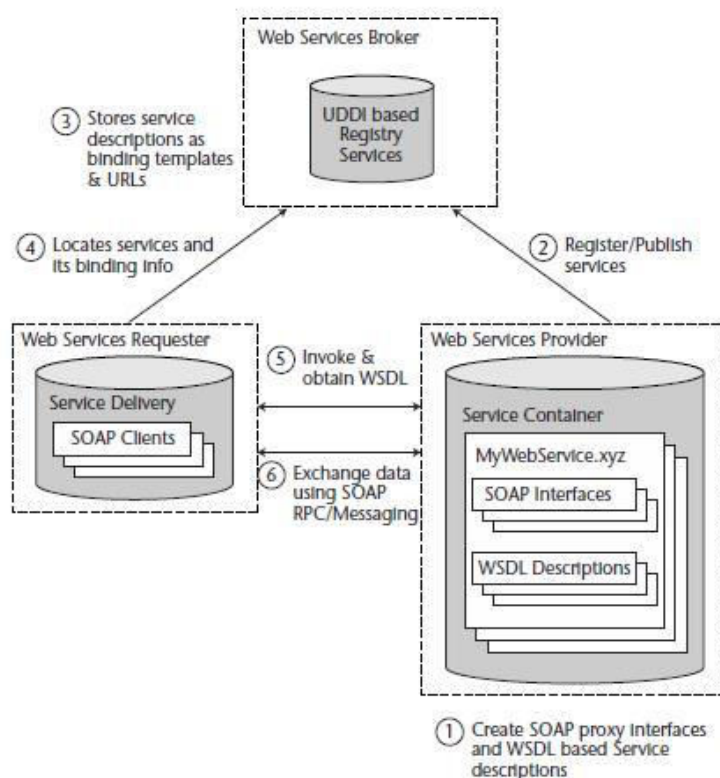 Web Services Broker
UDDI based
Registry
Services
3 Stores service
descriptions as
binding templates
& URLs
4 Locates services and
its binding info
2 Register/Publish
services
Web Services Requester
Service Delivery
SOAP Clients
5 Invoke &
obtain WSDL
6 Exchange data
using SOAP
RPC/Messaging
Web Services Provider
Service Container
MyWebService.xyz
SOAP Interfaces
WSDL Descriptions
1 Create SOAP proxy interfaces
and WSDL based Service
descriptions